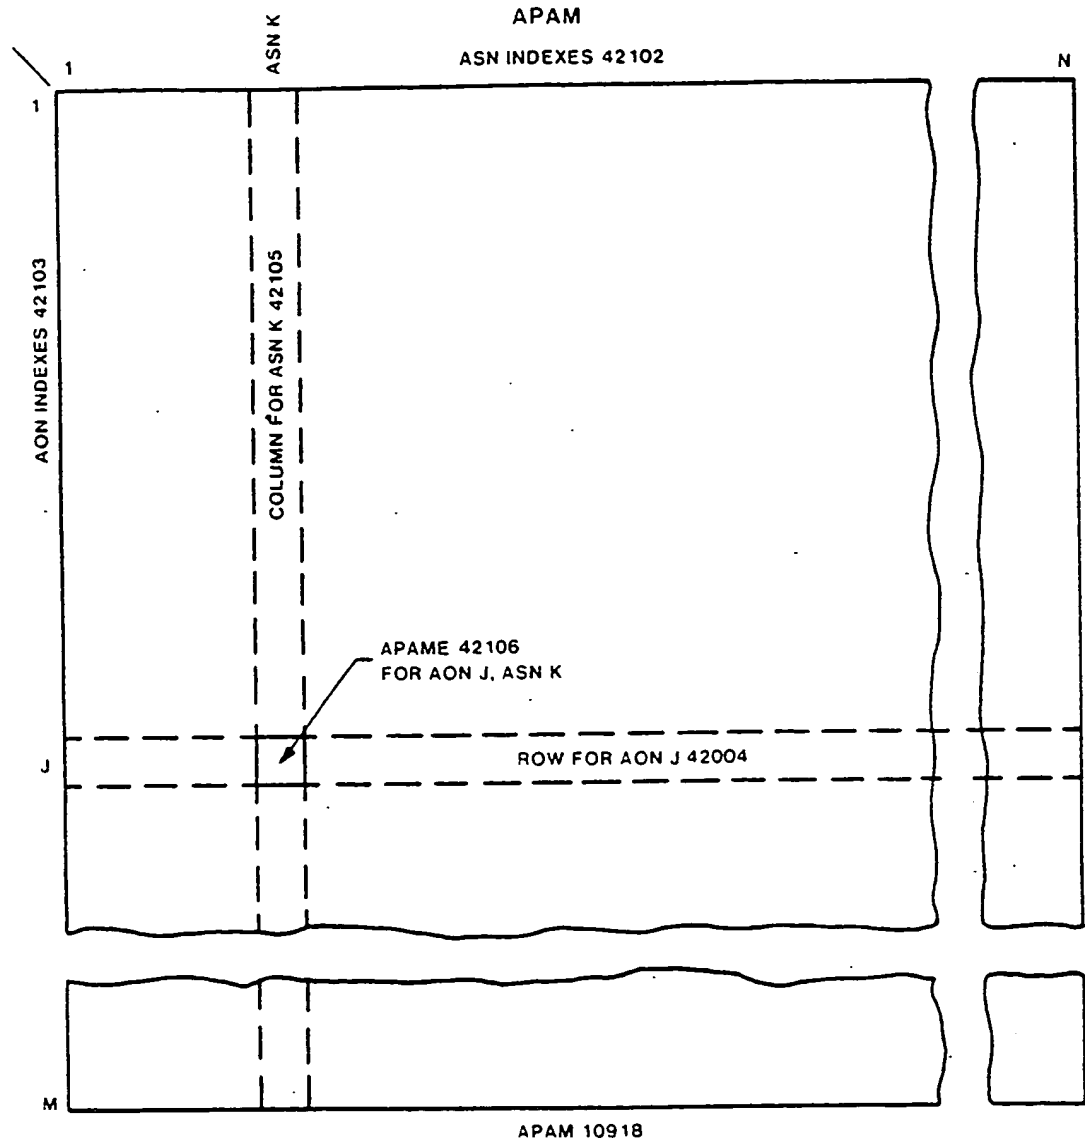 APAM
ASN K
ASN INDEXES 42102
1
N
1
AON INDEXES 42103
COLUMN FOR ASN K 42105
APAME 42106
FOR AON J, ASN K
J
ROW FOR AON J 42004
M
APAM 10918